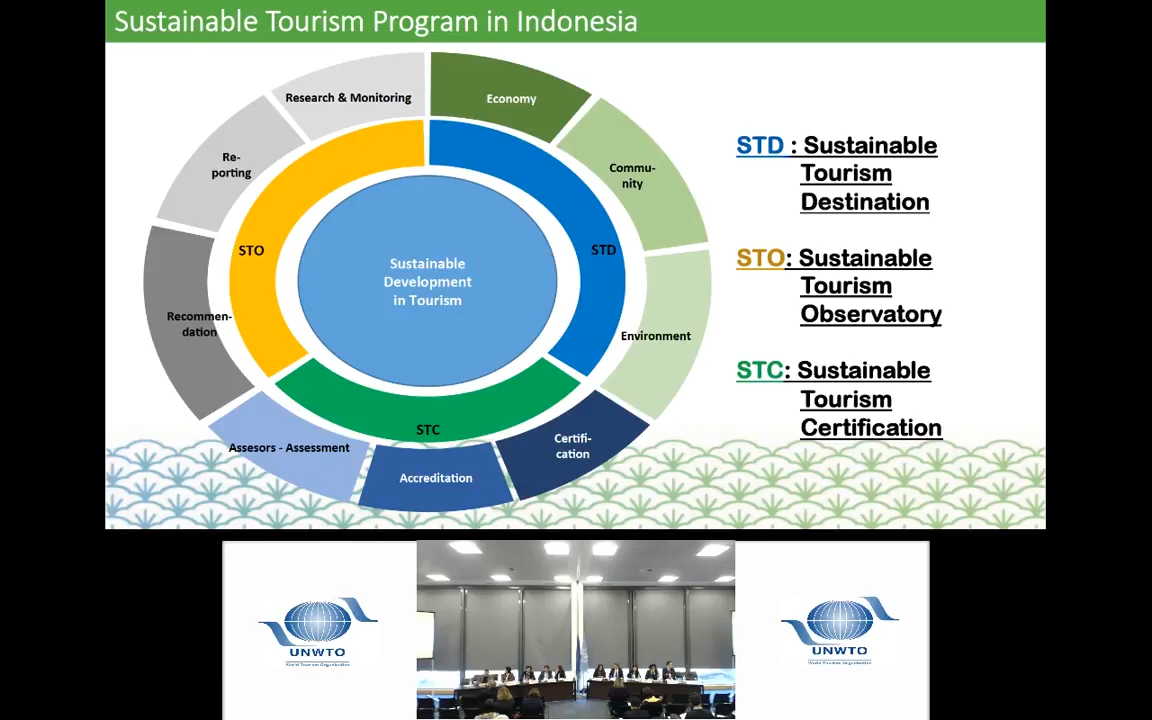 Sustainable Tourism Program in Indonesia
Research & Monitoring
Economy
Re-
porting
Commu-
nity
STO
STD
Sustainable
Development
in Tourism
Recommen-
dation
Environment
STC
Assesors - Assessment
Certifi-
cation
Accreditation
STD : Sustainable
Tourism
Destination
STO: Sustainable
Tourism
Observatory
STC: Sustainable
Tourism
Certification
UNWTO
World Tourism Organization
UNWTO
World Tourism Organization